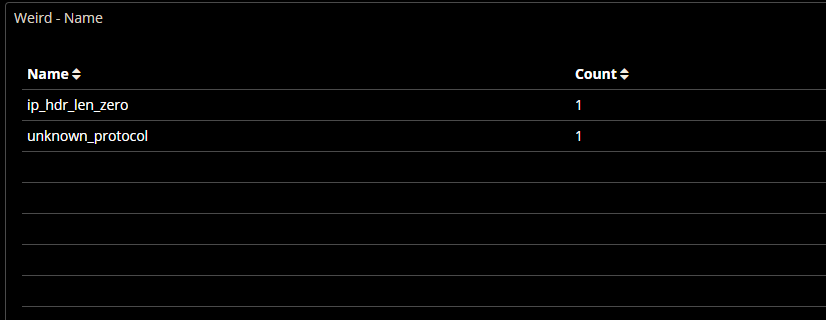 Weird - Name
Name Count
ip_hdr_len_zero 1
unknown_protocol 1